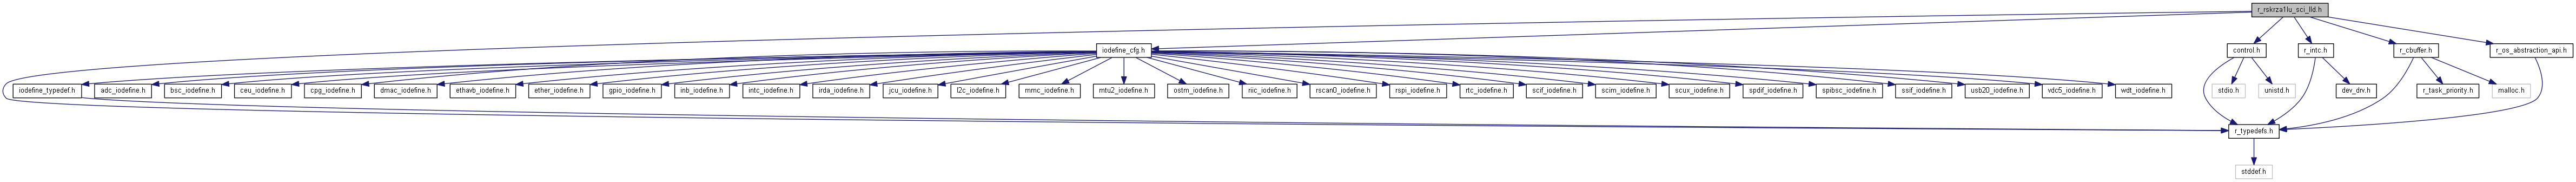 r_rskrza1lu_sci_lld.h
iodefine_cfg.h
control.h
r_intc.h
r_cbuffer.h
r_os_abstraction_api.h
iodefine_typedef.h
adc_iodefine.h
bsc_iodefine.h
ceu_iodefine.h
cpg_iodefine.h
dmac_iodefine.h
ethavb_iodefine.h
ether_iodefine.h
gpio_iodefine.h
inb_iodefine.h
intc_iodefine.h
irda_iodefine.h
jcu_iodefine.h
l2c_iodefine.h
mmc_iodefine.h
mtu2_iodefine.h
ostm_iodefine.h
riic_iodefine.h
rscan0_iodefine.h
rspi_iodefine.h
rtc_iodefine.h
scif_iodefine.h
scim_iodefine.h
scux_iodefine.h
spdif_iodefine.h
spibsc_iodefine.h
ssif_iodefine.h
usb20_iodefine.h
vdc5_iodefine.h
wdt_iodefine.h
stdio.h
unistd.h
dev_drv.h
r_task_priority.h
malloc.h
r_typedefs.h
stddef.h